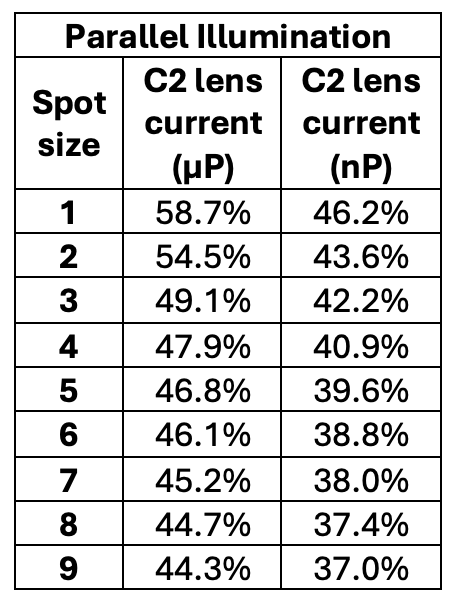 Parallel Illumination
Spot size C2 lens current (µP) C2 lens current (nP)
1 58.7% 46.2%
2 54.5% 43.6%
3 49.1% 42.2%
4 47.9% 40.9%
5 46.8% 39.6%
6 46.1% 38.8%
7 45.2% 38.0%
8 44.7% 37.4%
9 44.3% 37.0%